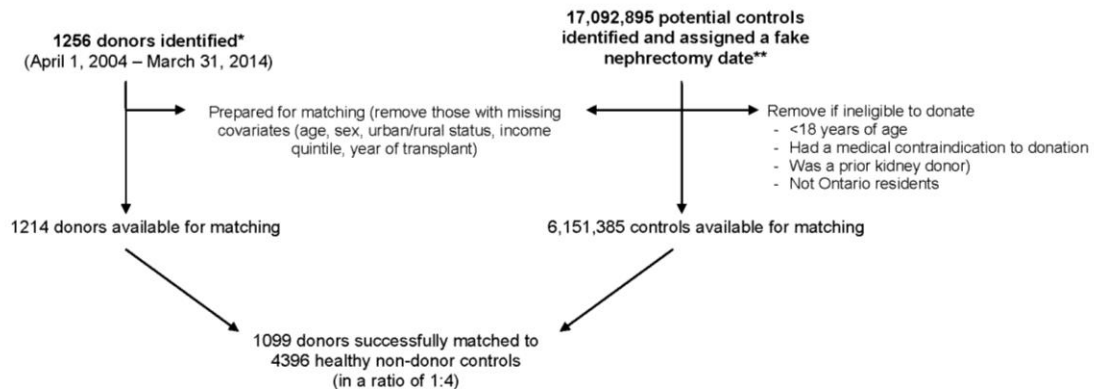 1256 donors identified*
(April 1, 2004 – March 31, 2014)
17,092,895 potential controls
identified and assigned a fake
nephrectomy date**
Prepared for matching (remove those with missing
covariates (age, sex, urban/rural status, income
quintile, year of transplant)
Remove if ineligible to donate
- <18 years of age
- Had a medical contraindication to donation
- Was a prior kidney donor)
- Not Ontario residents
1214 donors available for matching
6,151,385 controls available for matching
1099 donors successfully matched to
4396 healthy non-donor controls
(in a ratio of 1:4)